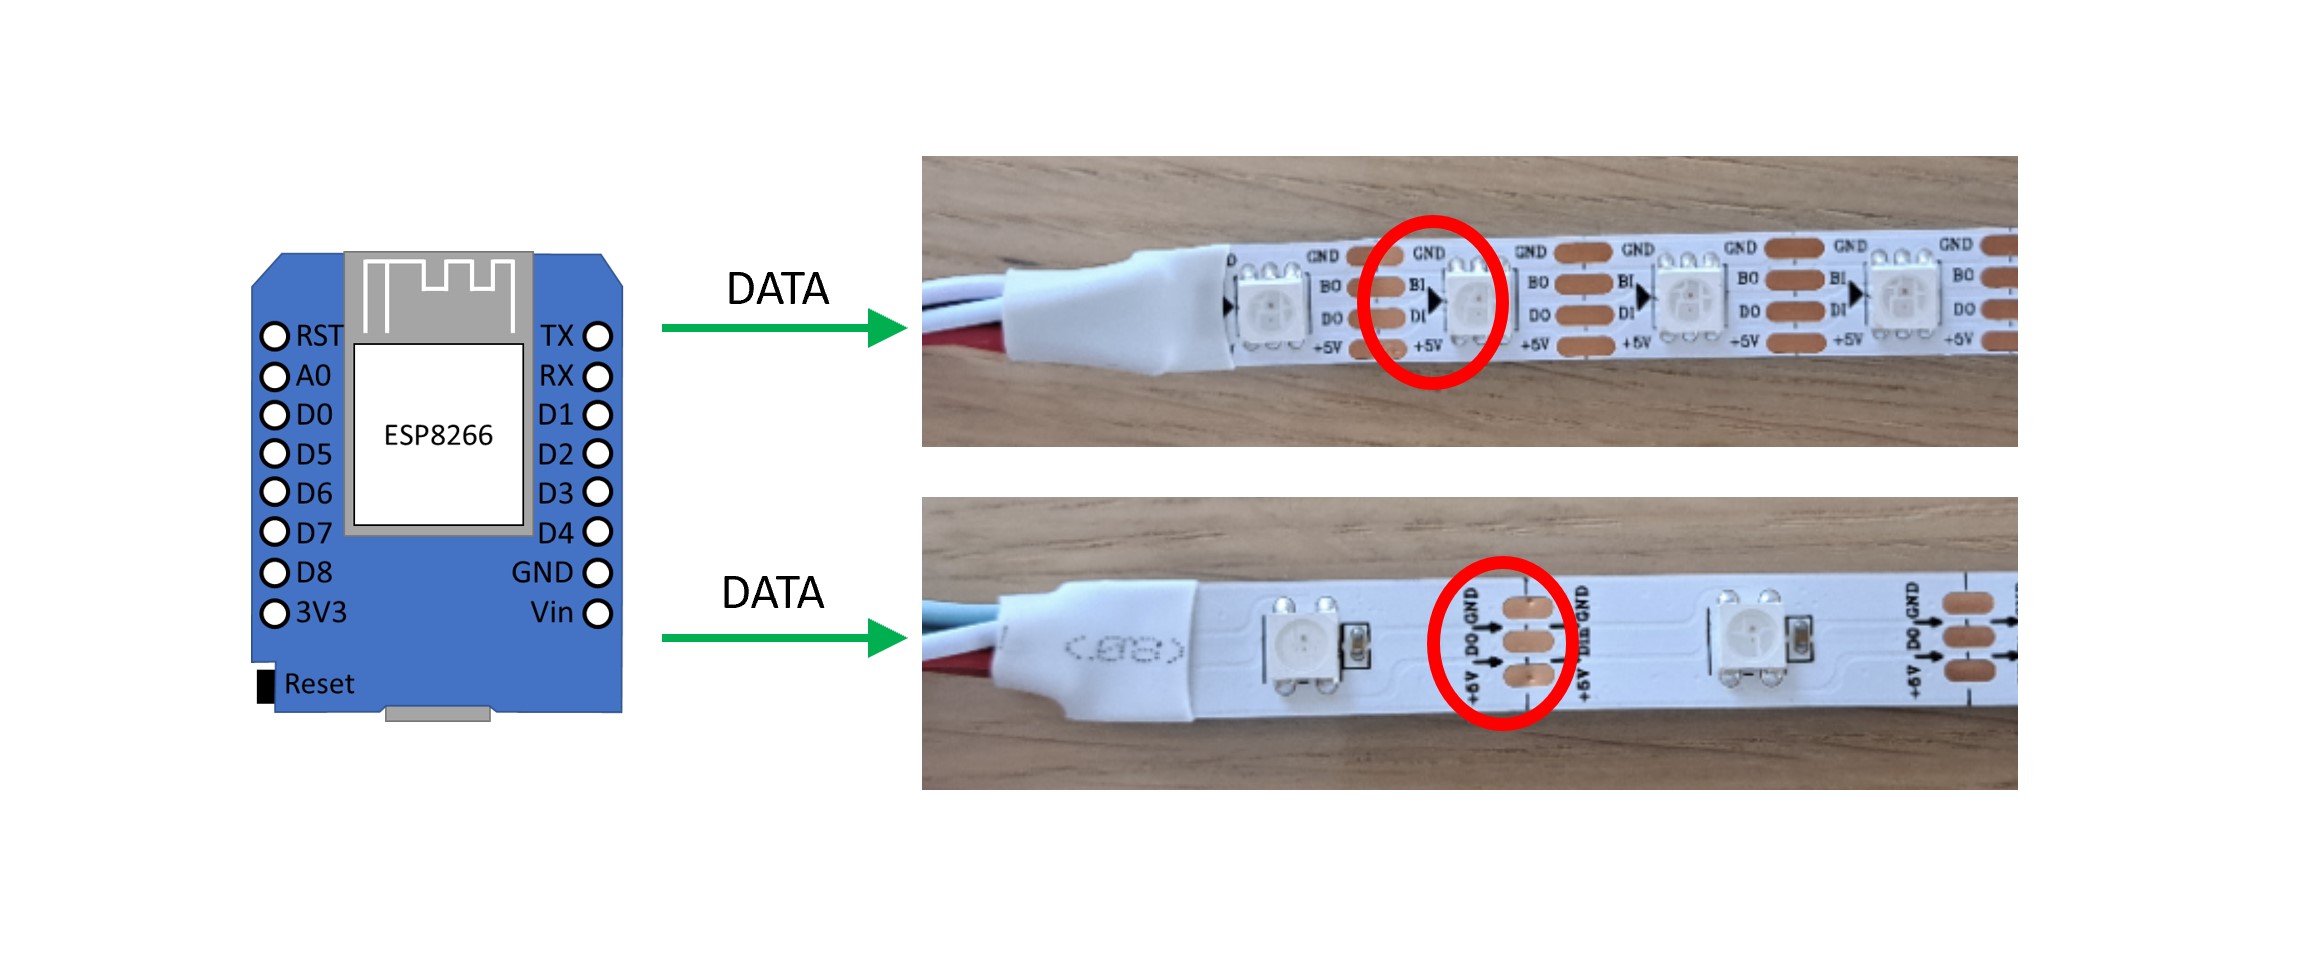 RST TX
A0 RX
D0 D1
D5 D2
D6 D3
D7 D4
D8 GND
3V3 Vin
ESP8266
Reset
DATA
GND GND GND GND GND GND GND
BO BI BO BI BO BI BO
DO DI DO DI DO DI DO
+5V +5V +5V +5V +5V +5V +5V
DATA
GND GND GND
DO DIN DO
+5V +5V +5V